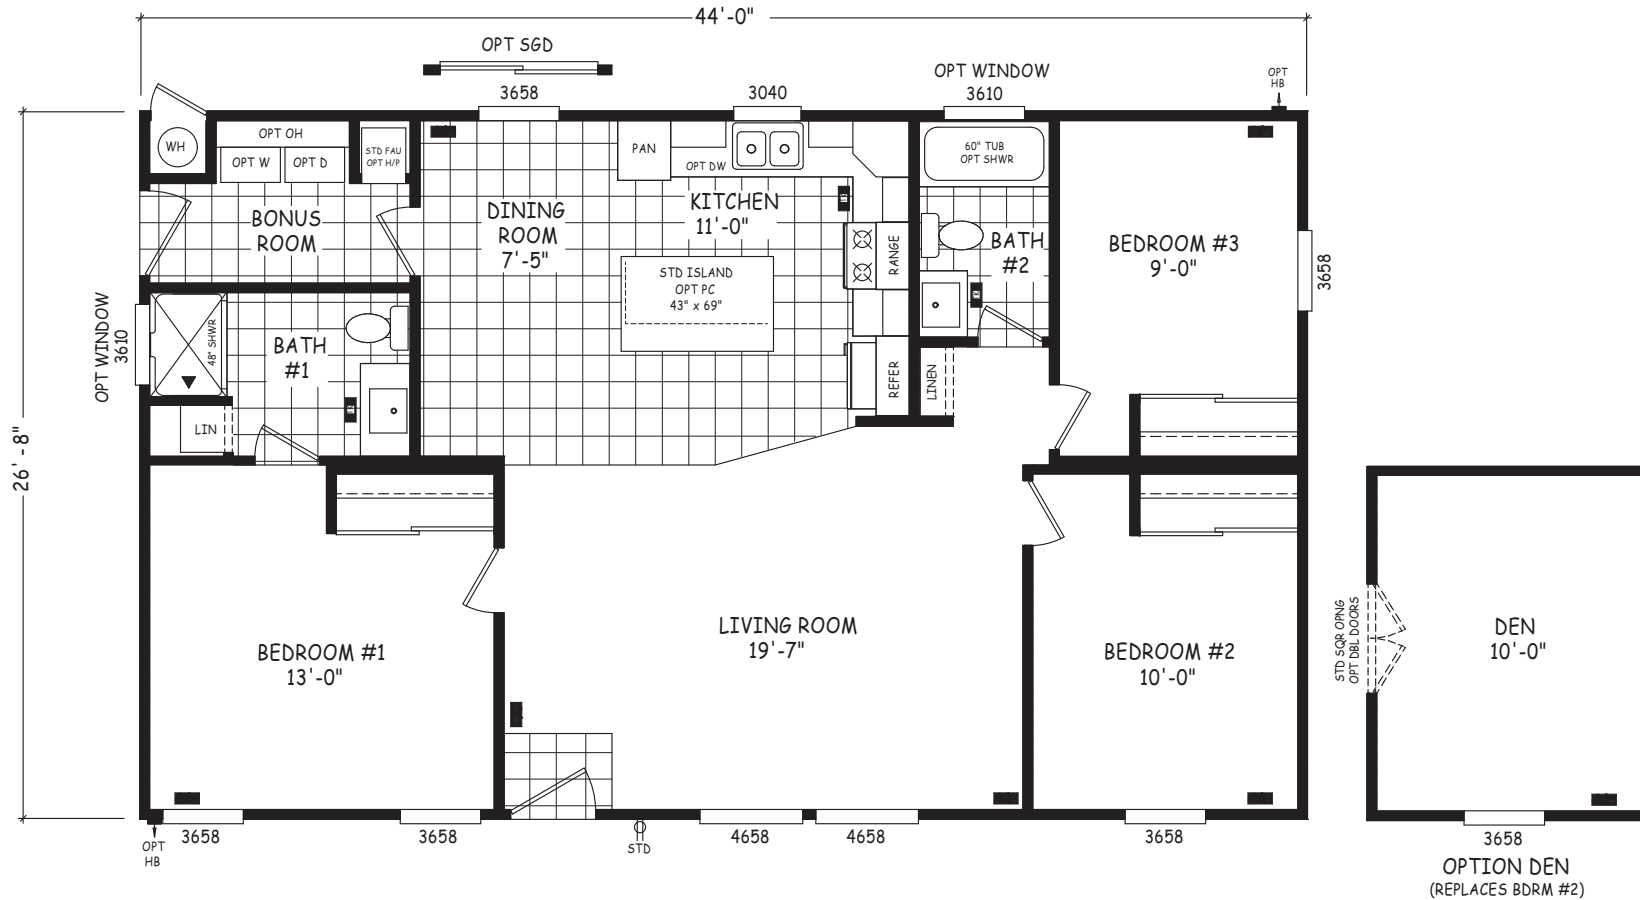 44'-0"
OPT SGD
OPT WINDOW
OPT
HB
3658
3040
3610
WH
OPT OH
OPT W
OPT D
STD FAU
OPT H/P
PAN
OPT DW
60" TUB
OPT SHWR
BONUS
ROOM
DINING
ROOM
7'-5"
KITCHEN
11'-0"
RANGE
BATH
#2
BEDROOM #3
9'-0"
3658
STD ISLAND
OPT PC
43" x 69"
OPT WINDOW
3610
48" SHWR
BATH
#1
LIN
REFER
LINEN
26'-8"
BEDROOM #1
13'-0"
LIVING ROOM
19'-7"
BEDROOM #2
10'-0"
STD SQR OPNG
OPT DBL DOORS
DEN
10'-0"
OPT
HB
3658
3658
STD
4658
4658
3658
3658
OPTION DEN
(REPLACES BDRM #2)